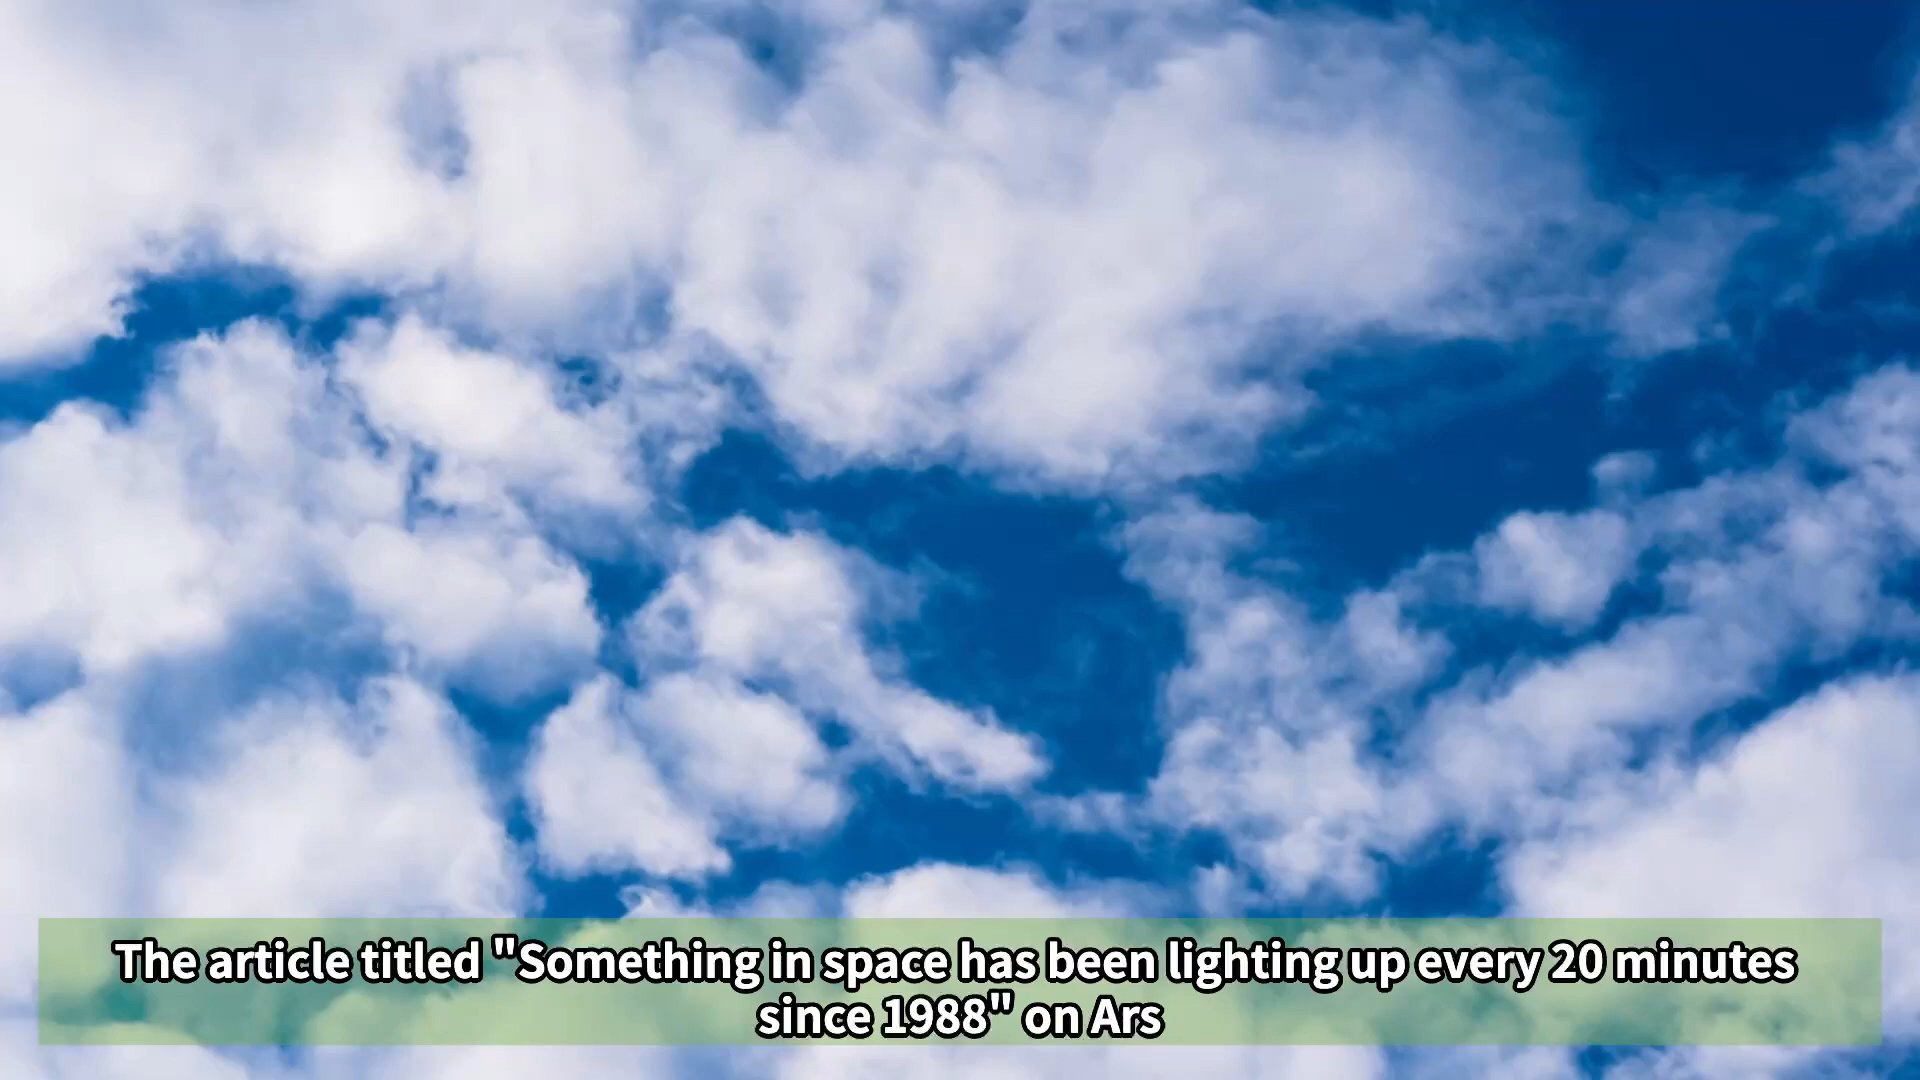 The article titled "Something in space has been lighting up every 20 minutes
since 1988" on Ars